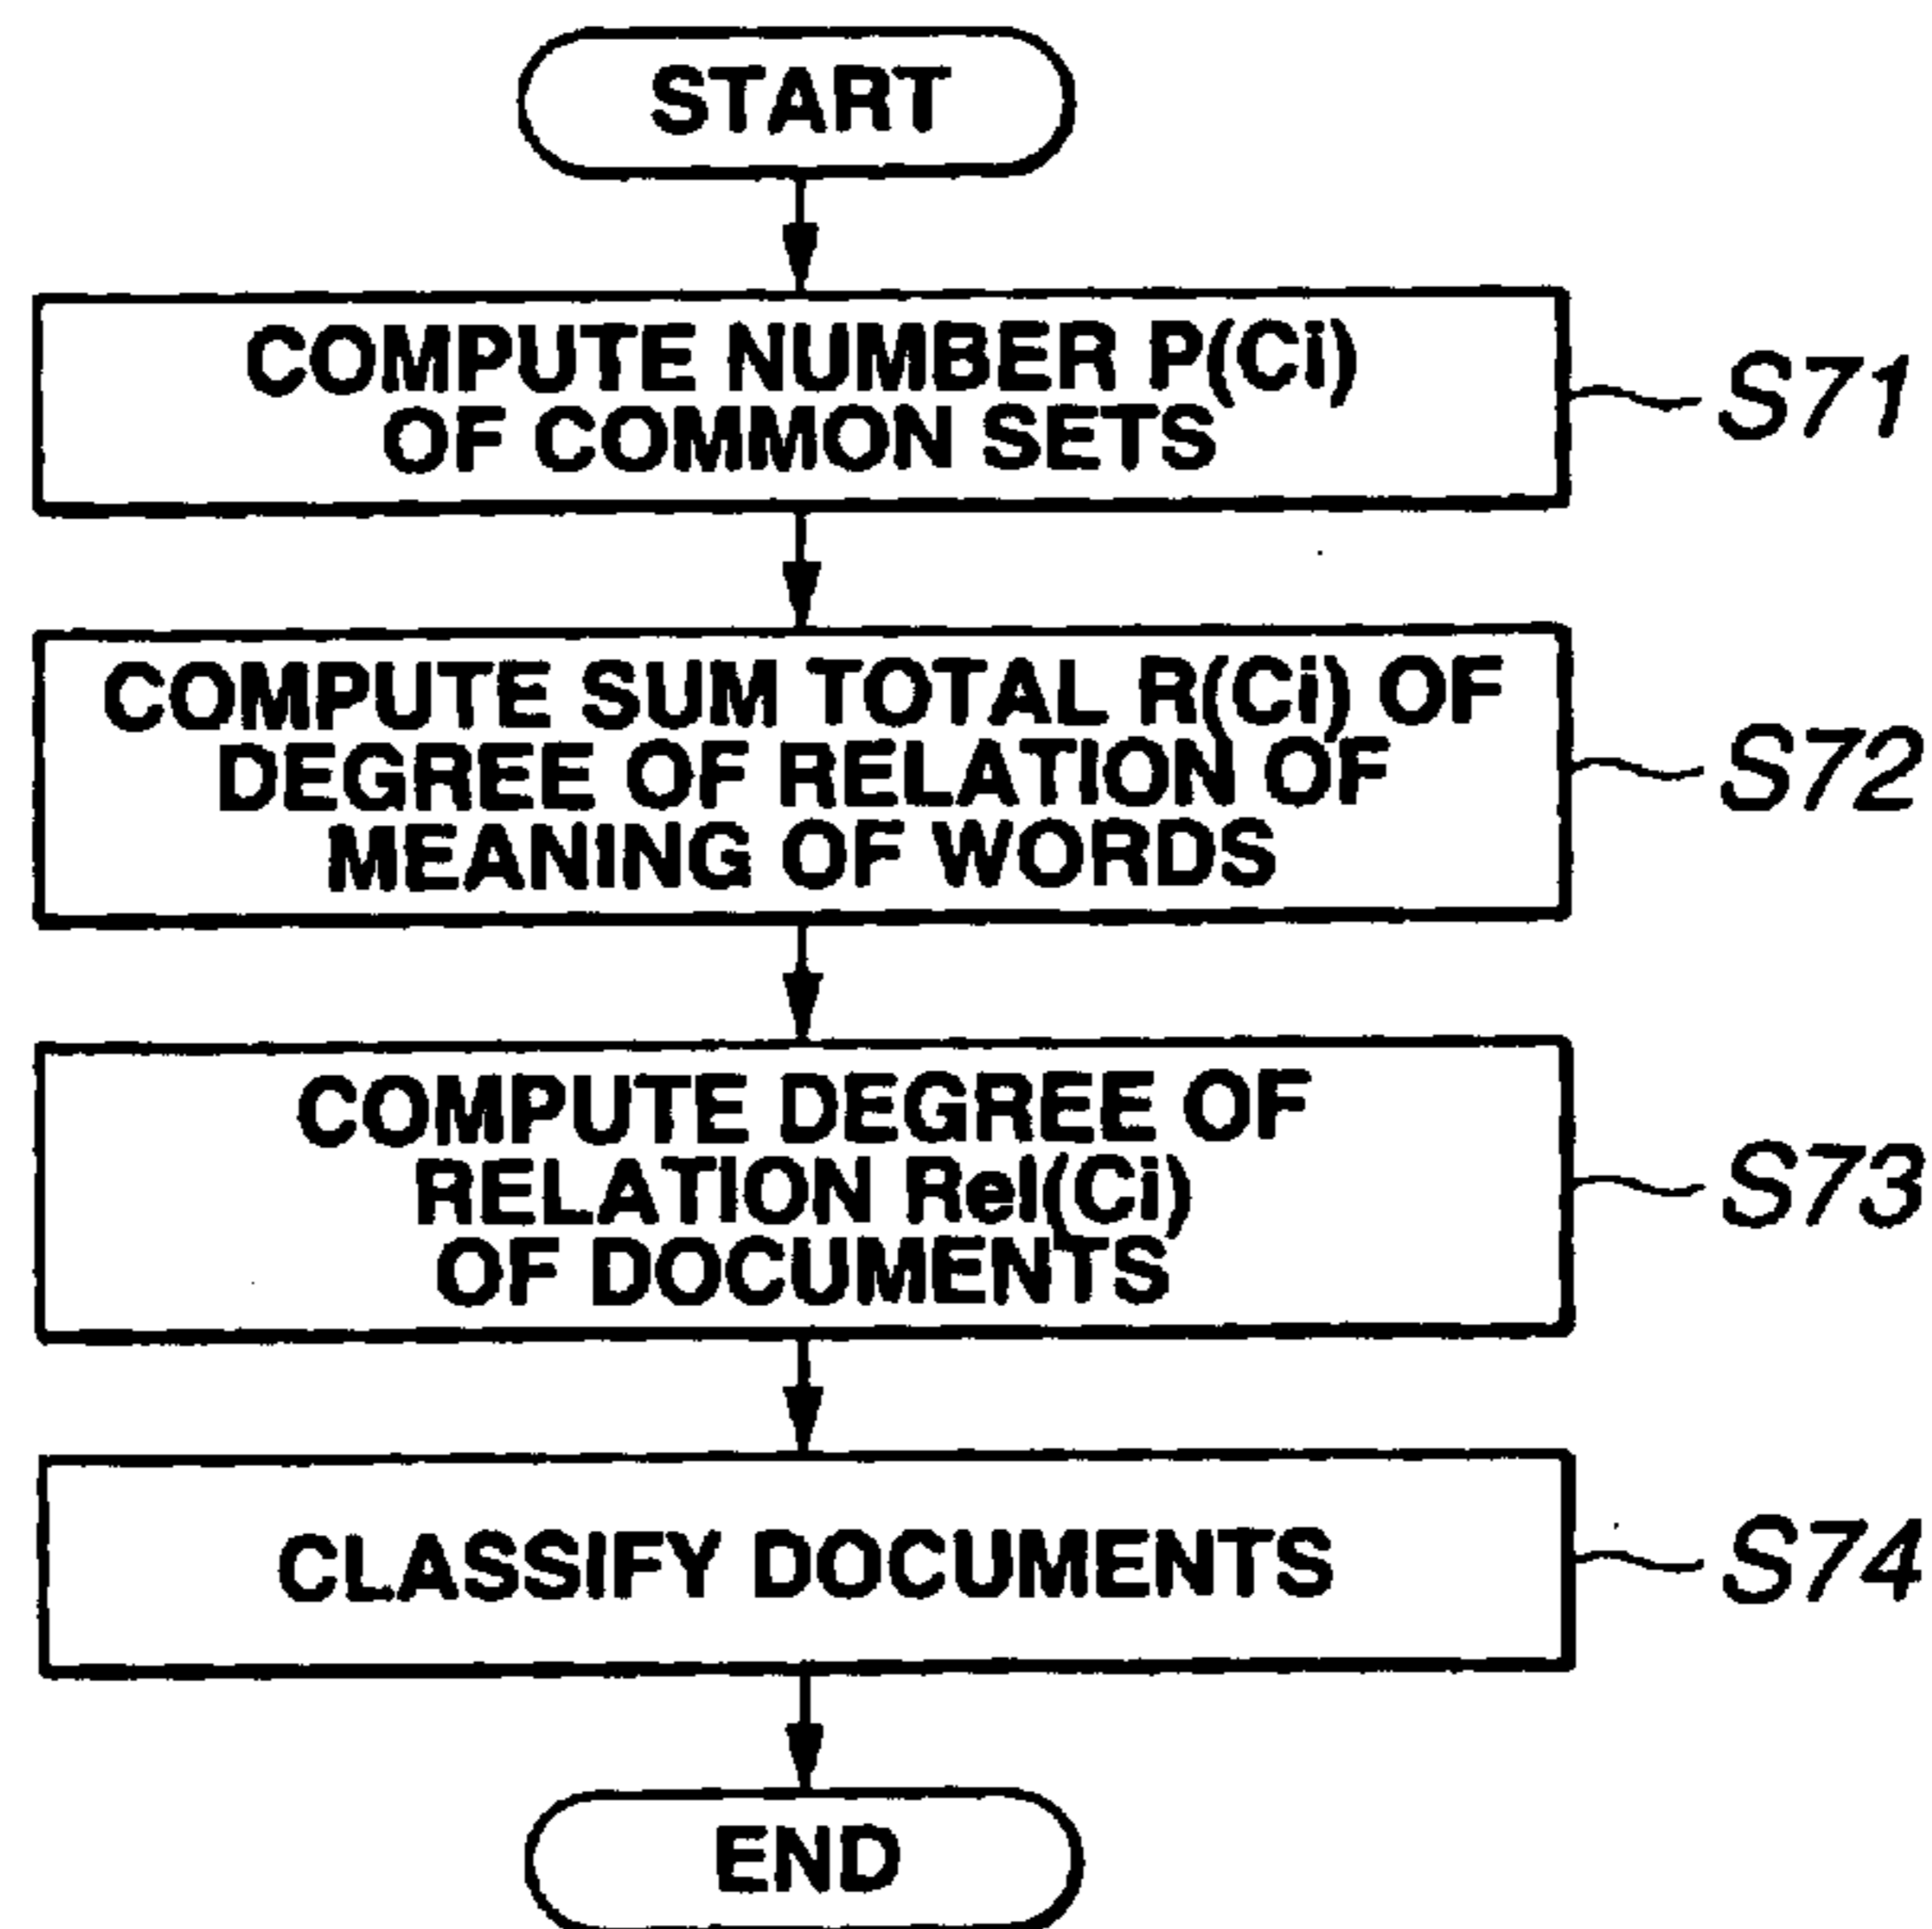 START
COMPUTE NUMBER P(Ci)
OF COMMON SETS
S71
COMPUTE SUM TOTAL R(Ci) OF
DEGREE OF RELATION OF
MEANING OF WORDS
S72
COMPUTE DEGREE OF
RELATION Rel(Ci)
OF DOCUMENTS
S73
CLASSIFY DOCUMENTS
S74
END